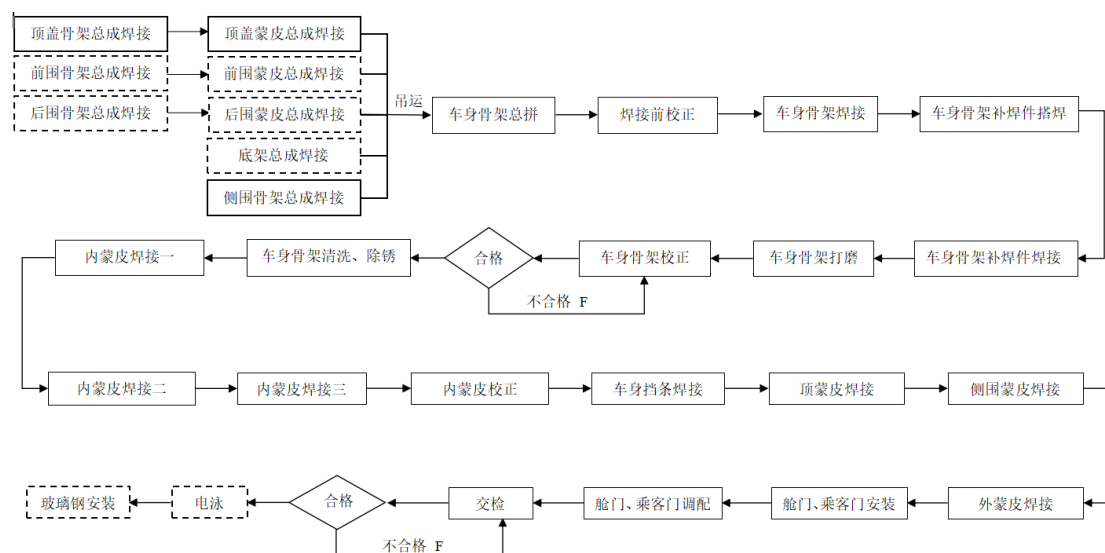 顶盖骨架总成焊接
顶盖蒙皮总成焊接
前围骨架总成焊接
前围蒙皮总成焊接
后围骨架总成焊接
后围蒙皮总成焊接
底架总成焊接
侧围骨架总成焊接
吊运
车身骨架总拼
焊接前校正
车身骨架焊接
车身骨架补焊件搭焊
内蒙皮焊接一
车身骨架清洗、除锈
合格
车身骨架校正
车身骨架打磨
车身骨架补焊件焊接
不合格 F
内蒙皮焊接二
内蒙皮焊接三
内蒙皮校正
车身挡条焊接
顶蒙皮焊接
侧围蒙皮焊接
玻璃钢安装
电泳
合格
交检
舱门、乘客门调配
舱门、乘客门安装
外蒙皮焊接
不合格 F